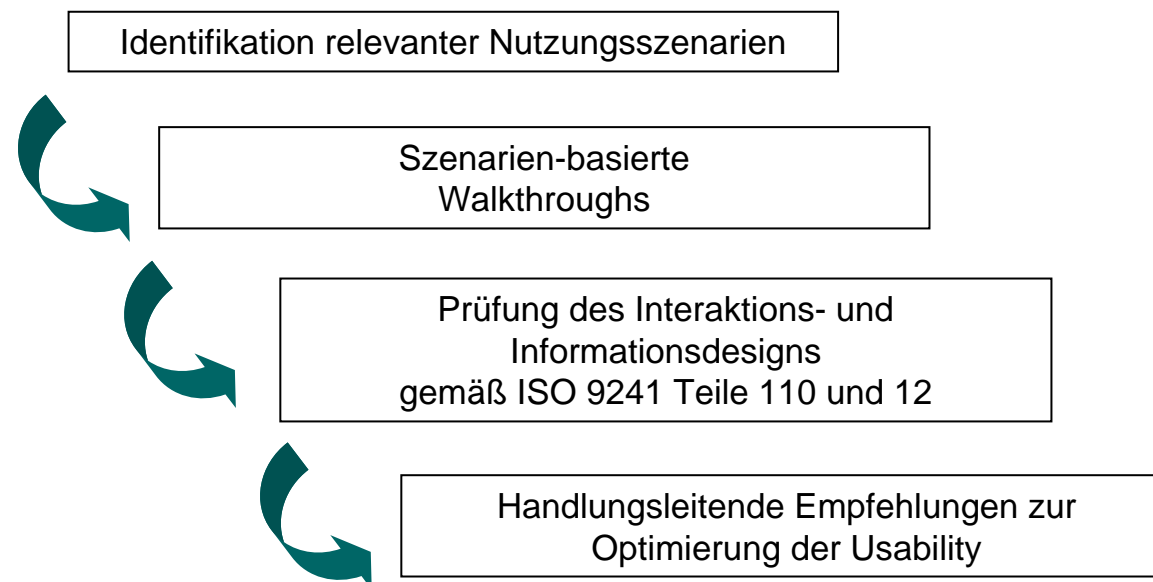 Identifikation relevanter Nutzungsszenarien
Szenarien-basierte
Walkthroughs
Prüfung des Interaktions- und
Informationsdesigns
gemäß ISO 9241 Teile 110 und 12
Handlungsleitende Empfehlungen zur
Optimierung der Usability